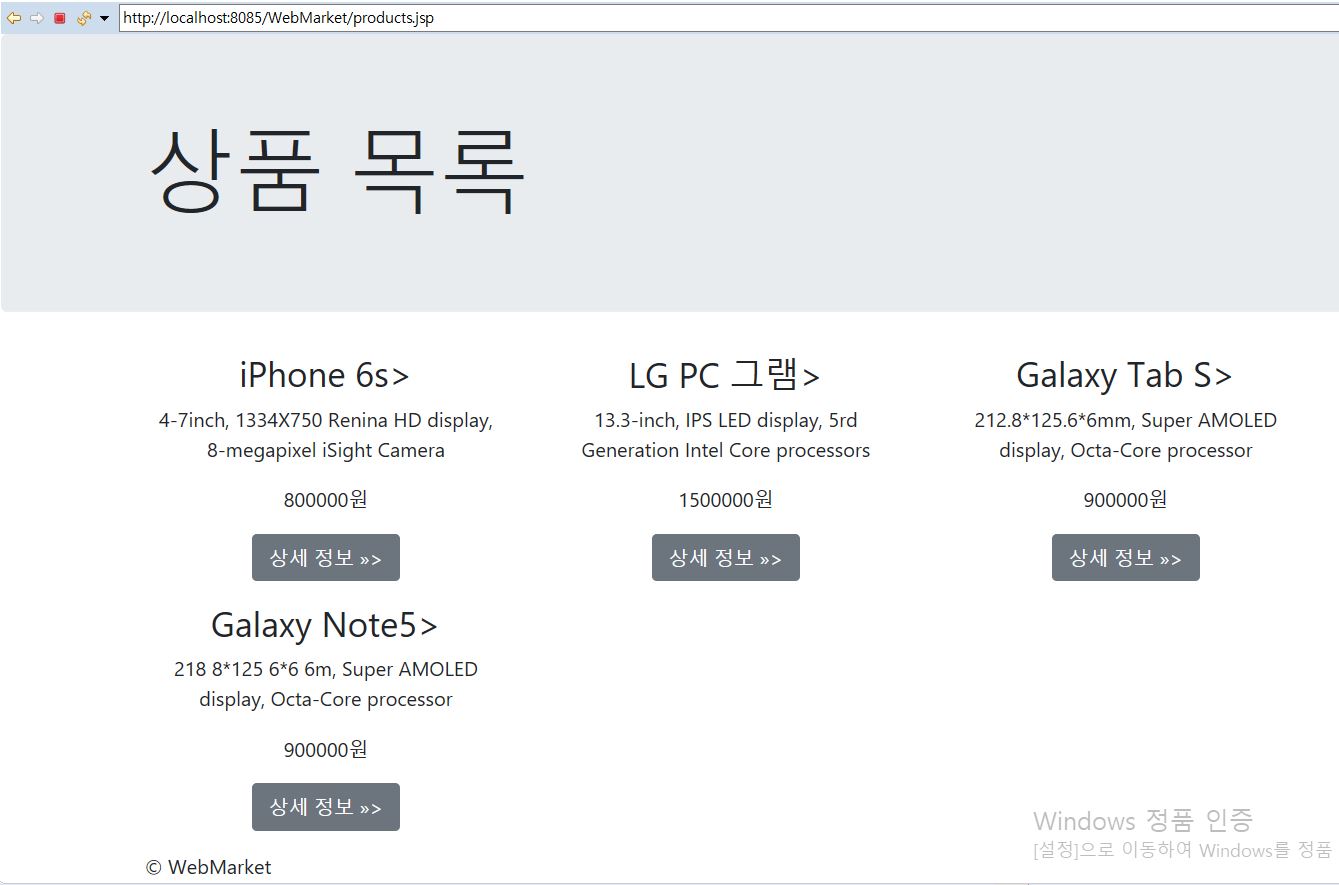 http://localhost:8085/WebMarket/products.jsp
상품 목록
iPhone 6s>
4-7inch, 1334X750 Renina HD display,
8-megapixel iSight Camera
800000원
상세 정보 »>
LG PC 그램>
13.3-inch, IPS LED display, 5rd
Generation Intel Core processors
1500000원
상세 정보 »>
Galaxy Tab S>
212.8*125.6*6mm, Super AMOLED
display, Octa-Core processor
900000원
상세 정보 »>
Galaxy Note5>
218 8*125 6*6 6m, Super AMOLED
display, Octa-Core processor
900000원
상세 정보 »>
© WebMarket
Windows 정품 인증
[설정]으로 이동하여 Windows를 정품